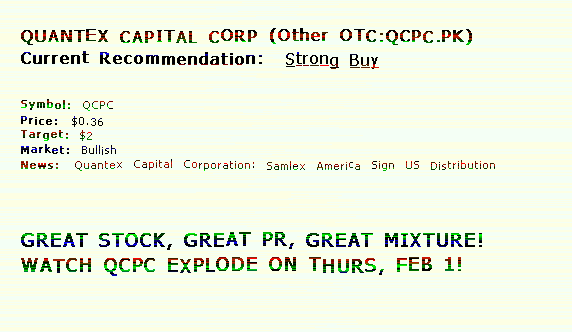 QUANTEX CAPITAL CORP (Other OTC:QCPC.PK)
Current Recommendation: Strong Buy
Symbol: QCPC
Price: $0.36
Target: $2
Market: Bullish
News: Quantex Capital Corporation: Samlex America Sign US Distribution
GREAT STOCK, GREAT PR, GREAT MIXTURE!
WATCH QCPC EXPLODE ON THURS, FEB 1!